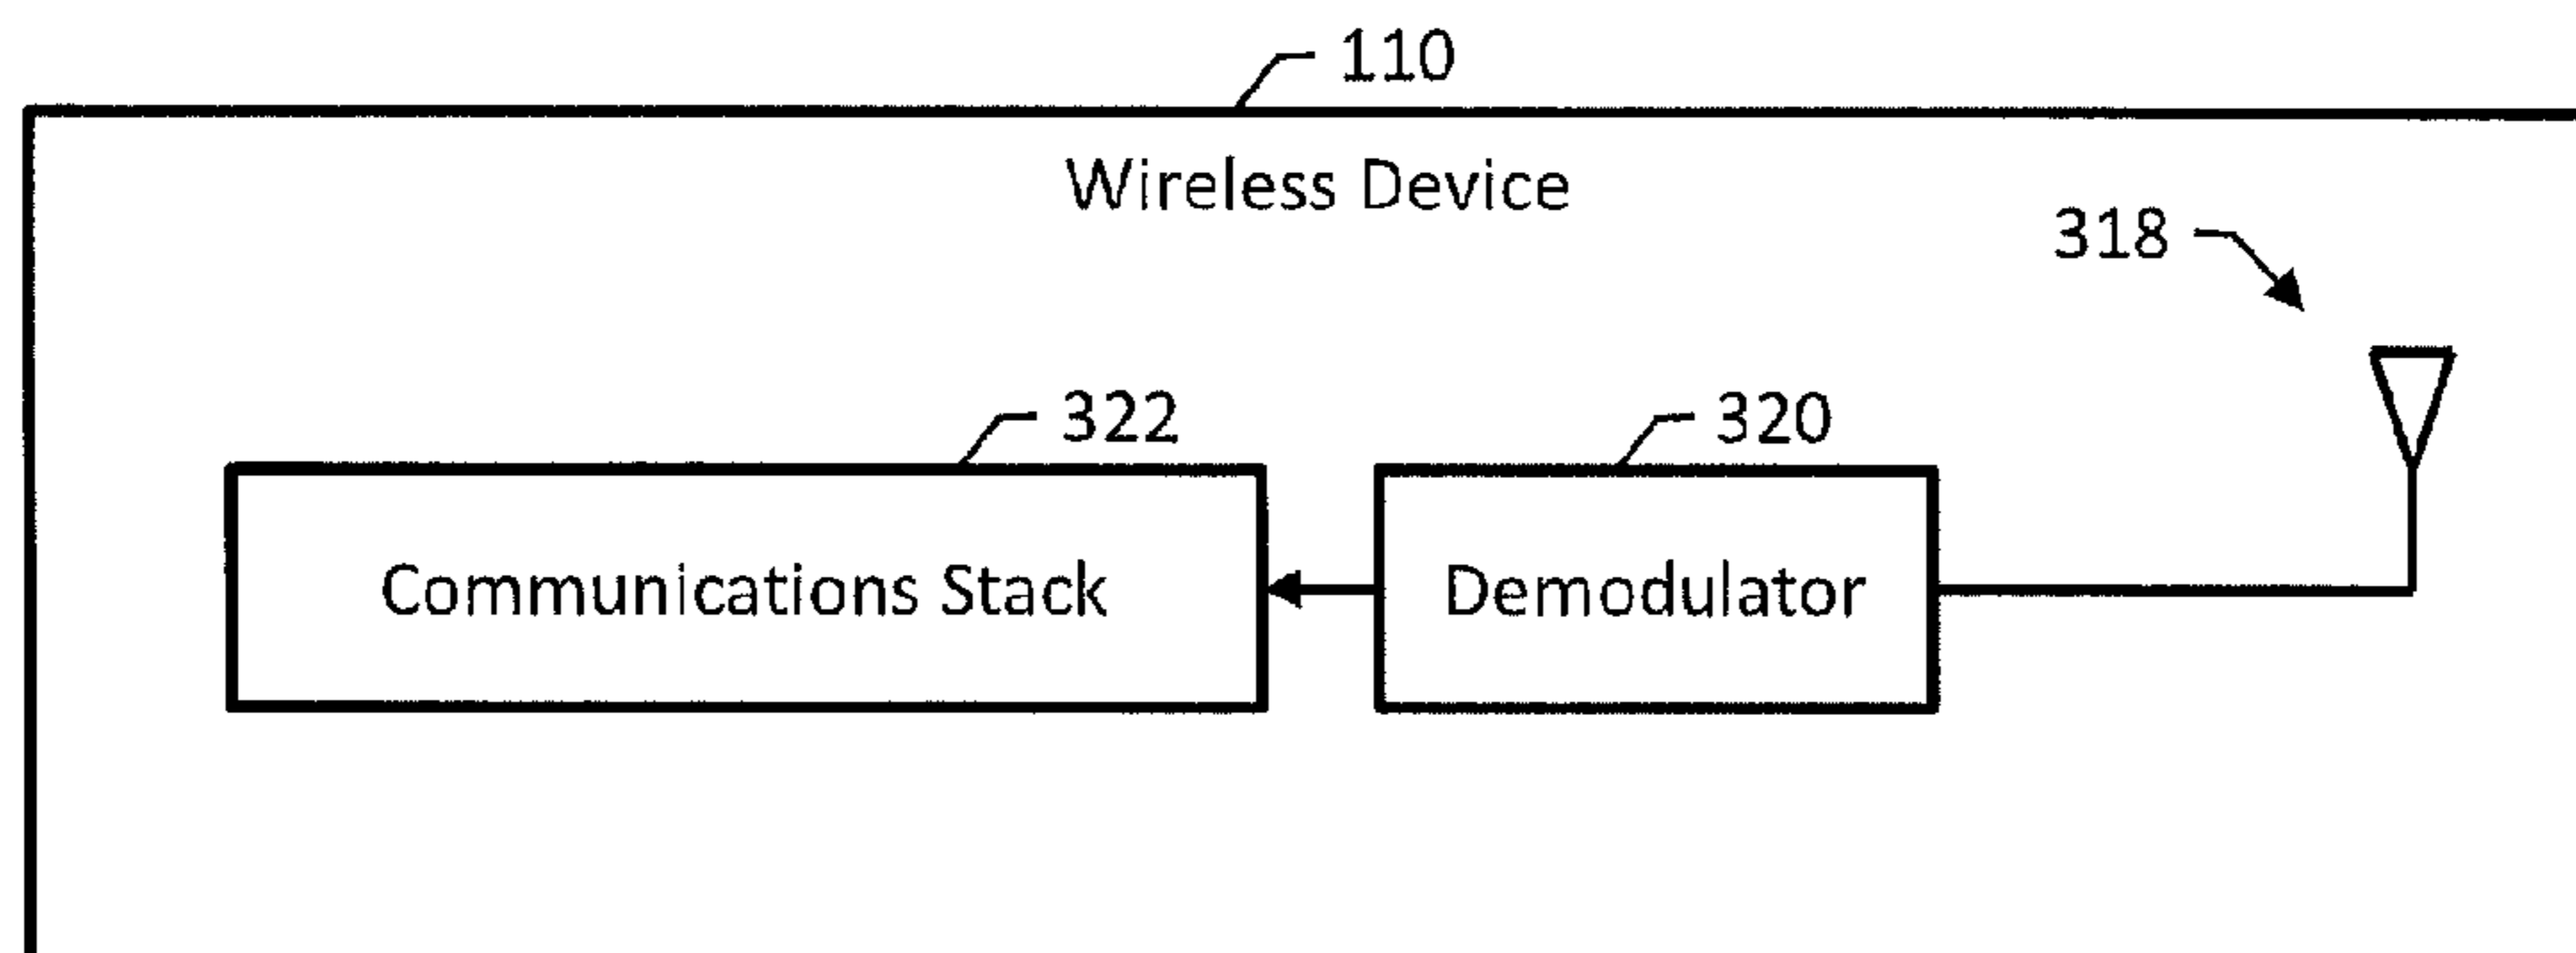 110
Wireless Device
318
322
320
Communications Stack
Demodulator